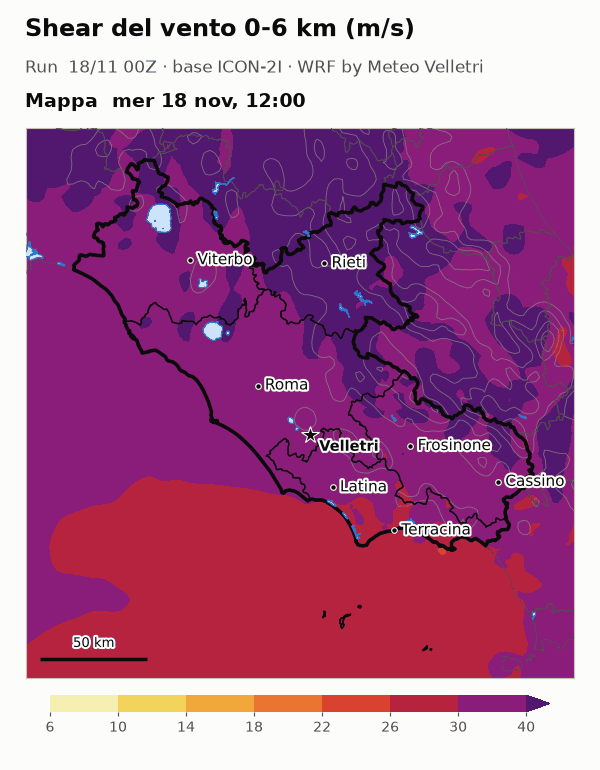 Shear del vento 0-6 km (m/s)
Run 18/11 00Z · base ICON-2I · WRF by Meteo Velletri
Mappa mer 18 nov, 12:00
Viterbo
Rieti
Roma
Velletri
Frosinone
Cassino
Latina
Terracina
50 km
6 10 14 18 22 26 30 40